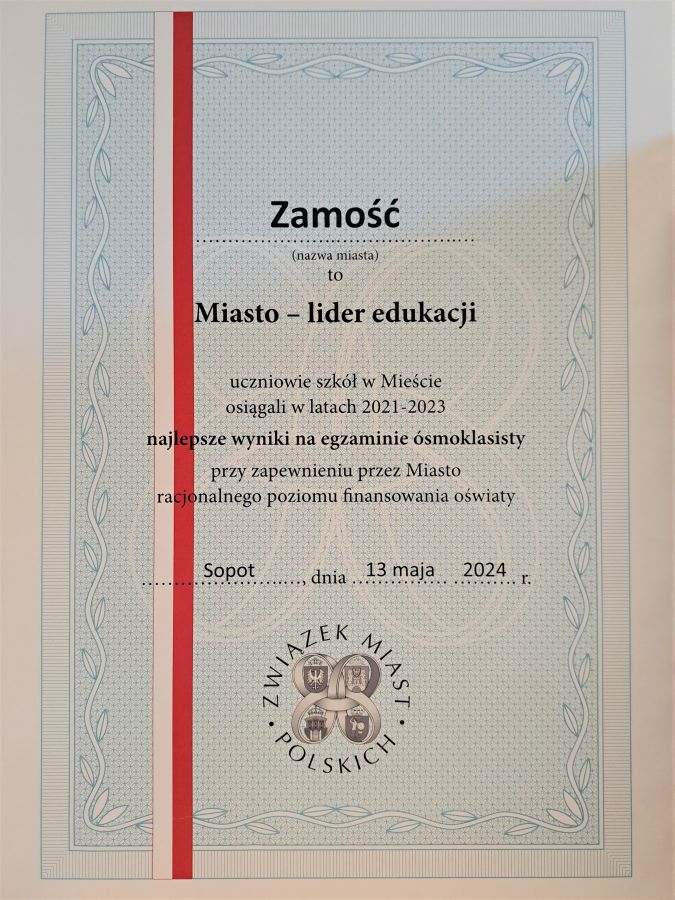 Zamość
(nazwa miasta)
to
Miasto – lider edukacji
uczniowie szkół w Mieście
osiągali w latach 2021-2023
najlepsze wyniki na egzaminie ósmoklasisty
przy zapewnieniu przez Miasto
racjonalnego poziomu finansowania oświaty
Sopot, dnia 13 maja 2024 r.
ZWIĄZEK MIAST
• POLSKICH •